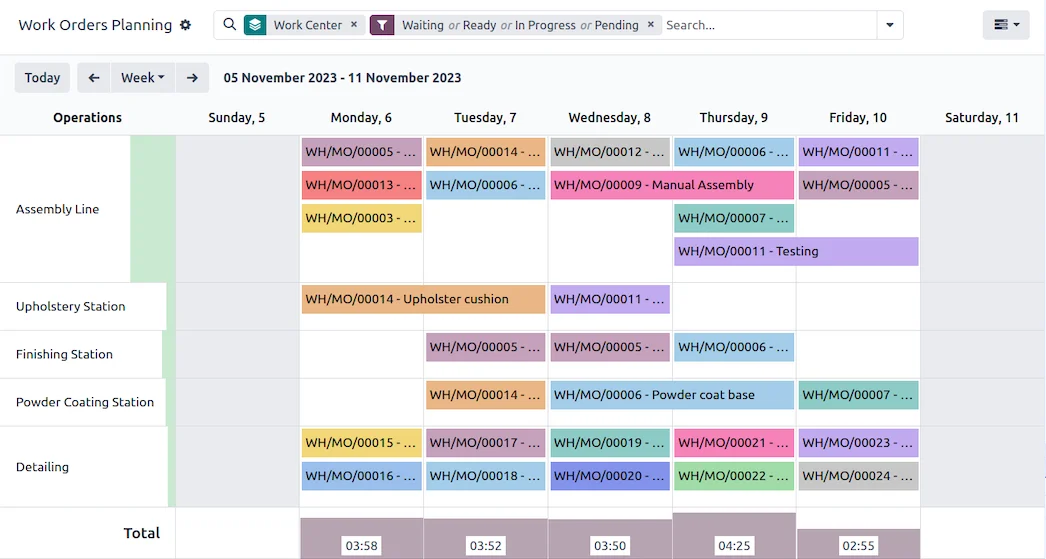 Work Orders Planning
Work Center × Waiting or Ready or In Progress or Pending × Search...
Today Week 05 November 2023 - 11 November 2023
Operations Sunday, 5 Monday, 6 Tuesday, 7 Wednesday, 8 Thursday, 9 Friday, 10 Saturday, 11
WH/MO/00005 - ... WH/MO/00014 - ... WH/MO/00012 - ... WH/MO/00006 - ... WH/MO/00011 - ...
WH/MO/00013 - ... WH/MO/00006 - ... WH/MO/00009 - Manual Assembly WH/MO/00005 - ...
Assembly Line
WH/MO/00003 - ... WH/MO/00007 - ...
WH/MO/00011 - Testing
Upholstery Station WH/MO/00014 - Upholster cushion WH/MO/00011 - ...
Finishing Station WH/MO/00005 - ... WH/MO/00005 - ... WH/MO/00006 - ...
Powder Coating Station WH/MO/00014 - ... WH/MO/00006 - Powder coat base WH/MO/00007 - ...
WH/MO/00015 - ... WH/MO/00017 - ... WH/MO/00019 - ... WH/MO/00021 - ... WH/MO/00023 - ...
Detailing
WH/MO/00016 - ... WH/MO/00018 - ... WH/MO/00020 - ... WH/MO/00022 - ... WH/MO/00024 - ...
Total 03:58 03:52 03:50 04:25 02:55